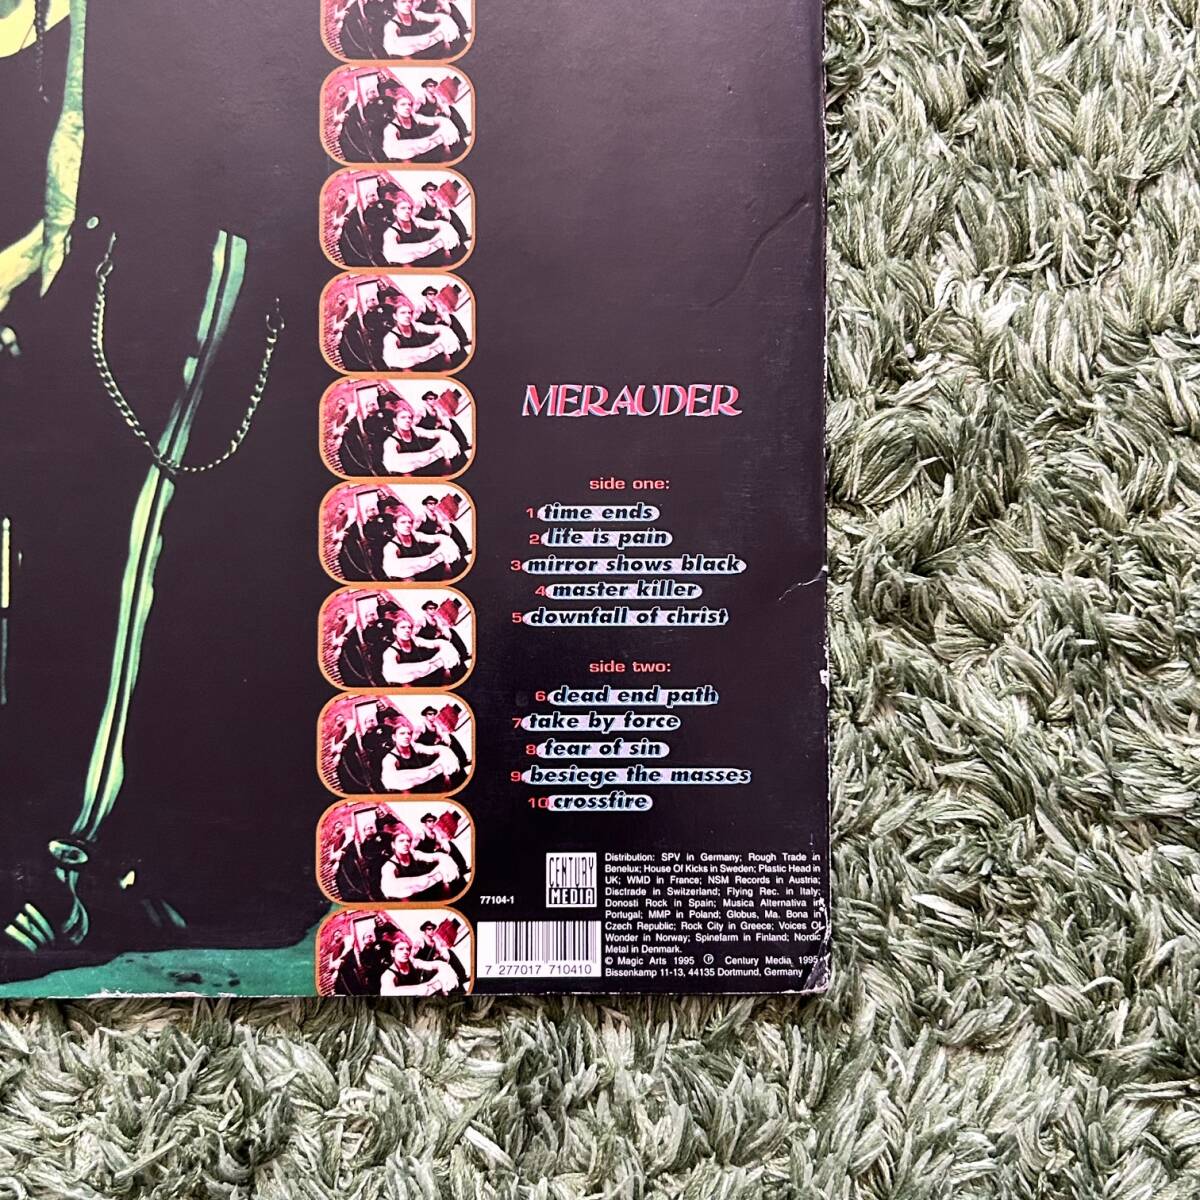 MERAUDER
side one:
1 time ends
2 life is pain
3 mirror shows black
4 master killer
5 downfall of christ
side two:
6 dead end path
7 take by force
8 fear of sin
9 besiege the masses
10 crossfire
77104-1
CENTURY
MEDIA
7 277017 710410
Distribution: SPV in Germany; Rough Trade in
Benelux; House Of Kicks in Sweden; Plastic Head in
UK; WMD in France; NSM Records in Austria;
Disctrade in Switzerland; Flying Rec. in Italy;
Donosti Rock in Spain; Musica Alternativa in
Portugal; MMP in Poland; Globus, Ma. Bona in
Czech Republic; Rock City in Greece; Voices Of
Wonder in Norway; Spinefarm in Finland; Nordic
Metal in Denmark.
© Magic Arts 1995 ℗ Century Media 1995
Bissenkamp 11-13, 44135 Dortmund, Germany